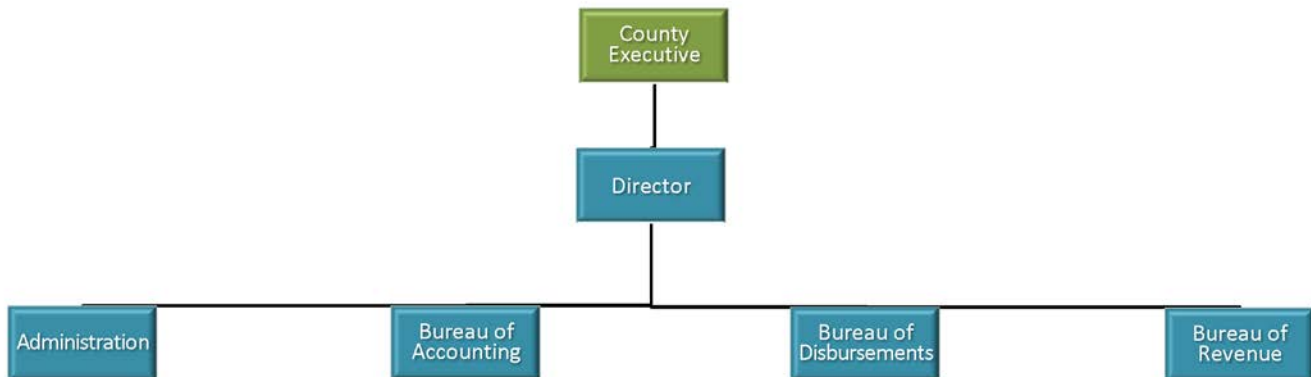 County
Executive
Director
Administration
Bureau of
Accounting
Bureau of
Disbursements
Bureau of
Revenue